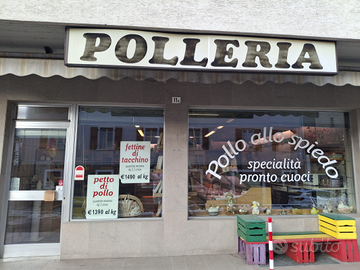 POLLERIA
fettine
di
tacchino
€1490 al kg
petto di
pollo
€1390 al kg
Pollo allo spiedo
specialità
pronto cuoci
subito